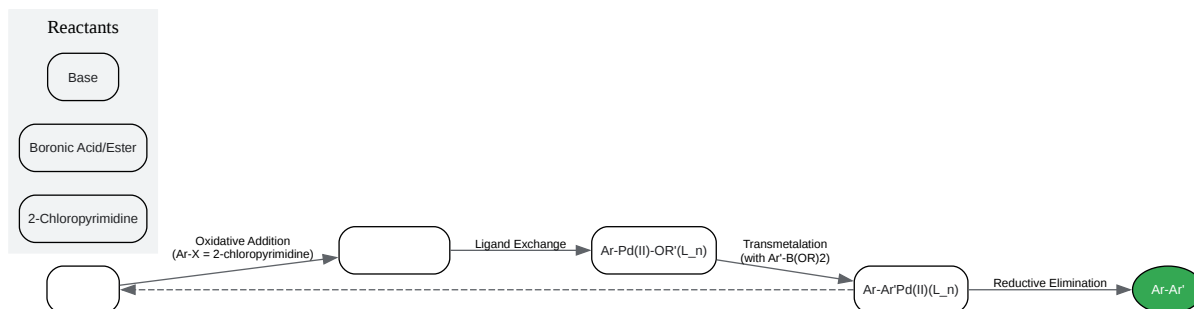 Reactants
Base
Boronic Acid/Ester
2-Chloropyrimidine
Oxidative Addition
(Ar-X = 2-chloropyrimidine)
Ligand Exchange
Ar-Pd(II)-OR'(L_n)
Transmetalation
(with Ar'-B(OR)2)
Ar-Ar'Pd(II)(L_n)
Reductive Elimination
Ar-Ar'